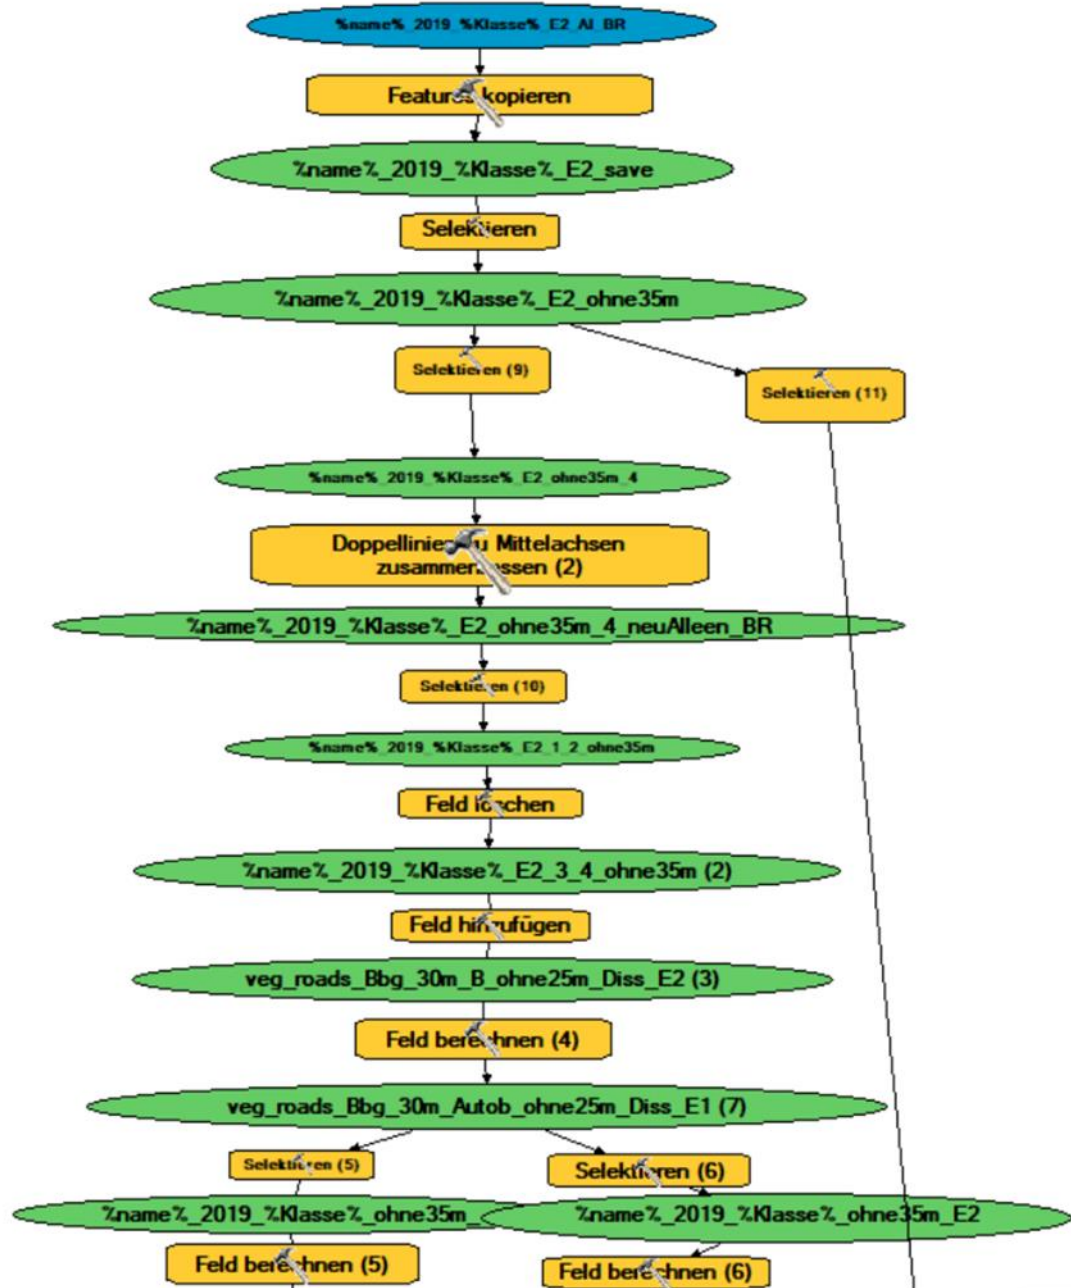 %name%_2019_%Klasse%_E2_Al_BR
Features kopieren
%name%_2019_%Klasse%_E2_save
Selektieren
%name%_2019_%Klasse%_E2_ohne35m
Selektieren (9)
Selektieren (11)
%name%_2019_%Klasse%_E2_ohne35m_4
Doppellinien zu Mittelachsen
zusammenfassen (2)
%name%_2019_%Klasse%_E2_ohne35m_4_neuAlleen_BR
Selektieren (10)
%name%_2019_%Klasse%_E2_1_2_ohne35m
Feld löschen
%name%_2019_%Klasse%_E2_3_4_ohne35m (2)
Feld hinzufügen
veg_roads_Bbg_30m_B_ohne25m_Diss_E2 (3)
Feld berechnen (4)
veg_roads_Bbg_30m_Autob_ohne25m_Diss_E1 (7)
Selektieren (5)
Selektieren (6)
%name%_2019_%Klasse%_ohne35m_
%name%_2019_%Klasse%_ohne35m_E2
Feld berechnen (5)
Feld berechnen (6)